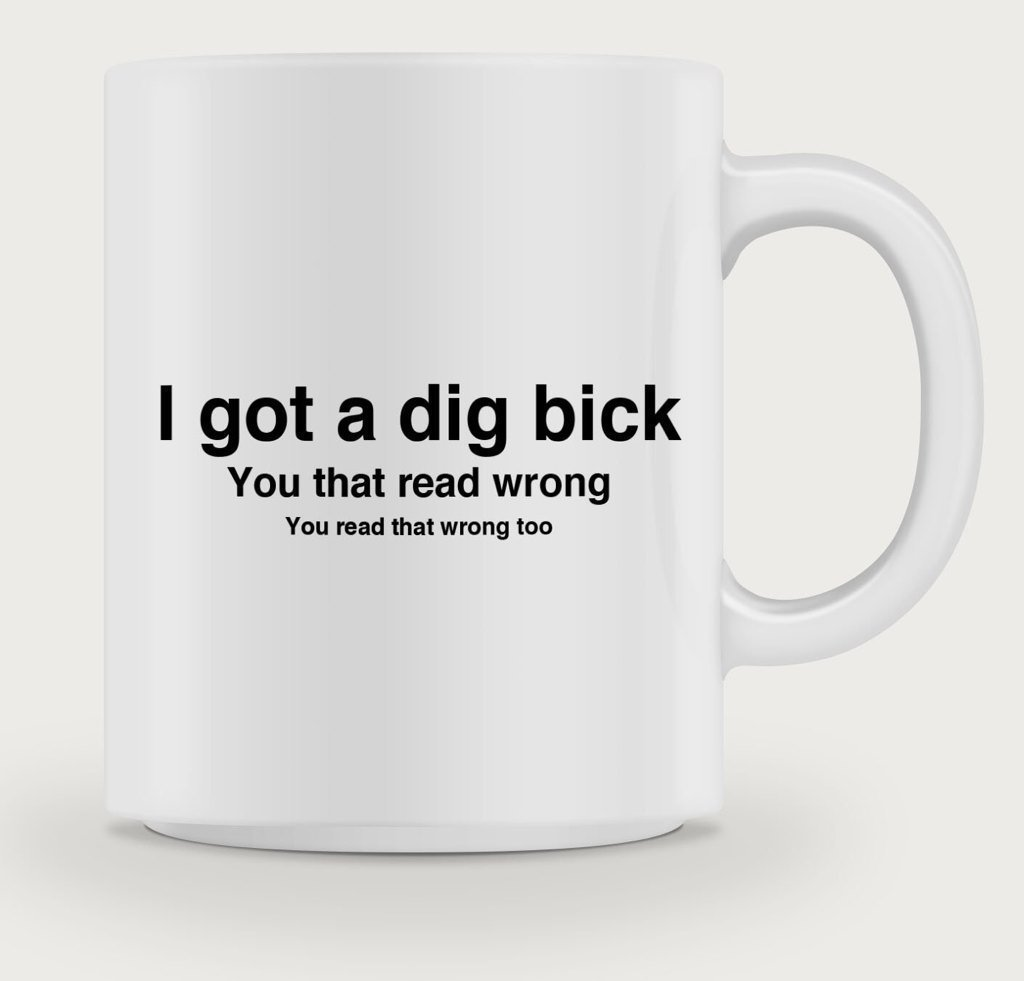 I got a dig bick
You that read wrong
You read that wrong too